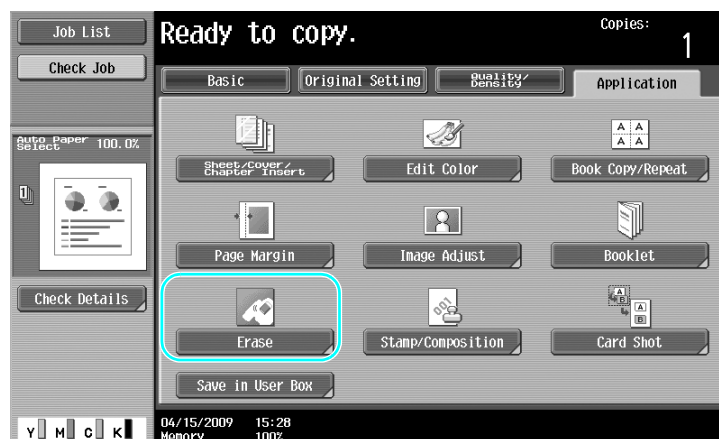 Job List
Check Job
Ready to copy.
Copies:
1
Basic
Original Setting
Quality/
Density
Application
Auto Paper
Select
100.0%
1
Sheet/Cover/
Chapter Insert
Edit Color
A A
A A
Book Copy/Repeat
Page Margin
Image Adjust
Booklet
Erase
001
Stamp/Composition
A
B
A
B
Card Shot
Check Details
Save in User Box
Y M C K
04/15/2009 15:28
Memory 100%